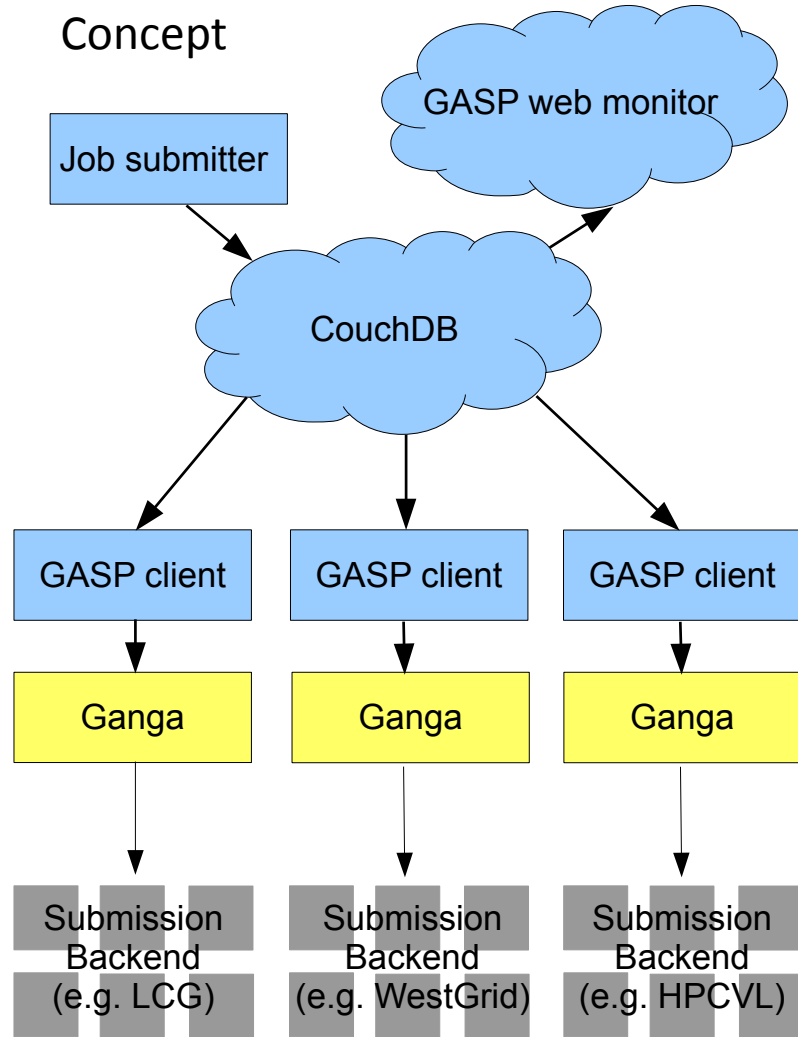 Concept
GASP web monitor
Job submitter
CouchDB
GASP client
GASP client
GASP client
Ganga
Ganga
Ganga
Submission
Backend
(e.g. LCG)
Submission
Backend
(e.g. WestGrid)
Submission
Backend
(e.g. HPCVL)